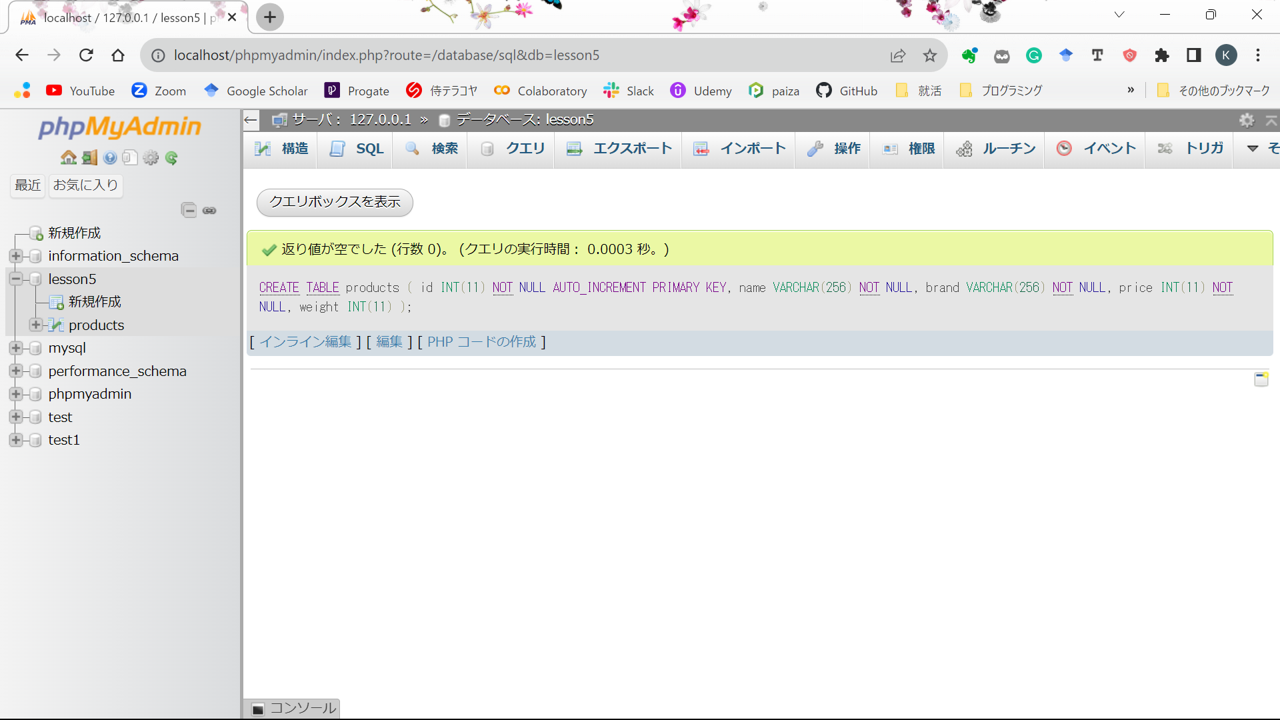 localhost / 127.0.0.1 / lesson5 | p
localhost/phpmyadmin/index.php?route=/database/sql&db=lesson5
K
YouTube Zoom Google Scholar Progate 侍テラコヤ Colaboratory Slack Udemy paiza GitHub 就活 プログラミング » その他のブックマーク
phpMyAdmin
最近 お気に入り
新規作成
information_schema
lesson5
新規作成
products
mysql
performance_schema
phpmyadmin
test
test1
サーバ: 127.0.0.1 » データベース: lesson5
構造 SQL 検索 クエリ エクスポート インポート 操作 権限 ルーチン イベント トリガ そ
クエリボックスを表示
返り値が空でした (行数 0)。 (クエリの実行時間: 0.0003 秒。)
CREATE TABLE products ( id INT(11) NOT NULL AUTO_INCREMENT PRIMARY KEY, name VARCHAR(256) NOT NULL, brand VARCHAR(256) NOT NULL, price INT(11) NOT
NULL, weight INT(11) );
[ インライン編集 ] [ 編集 ] [ PHP コードの作成 ]
コンソール